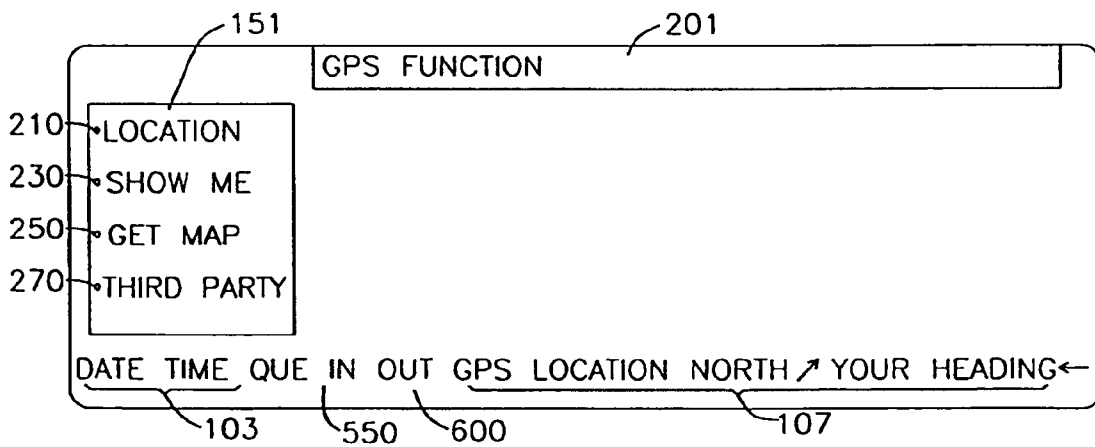 151
201
GPS FUNCTION
210 LOCATION
230 SHOW ME
250 GET MAP
270 THIRD PARTY
DATE TIME QUE IN OUT GPS LOCATION NORTH ↗ YOUR HEADING ←
103
550
600
107